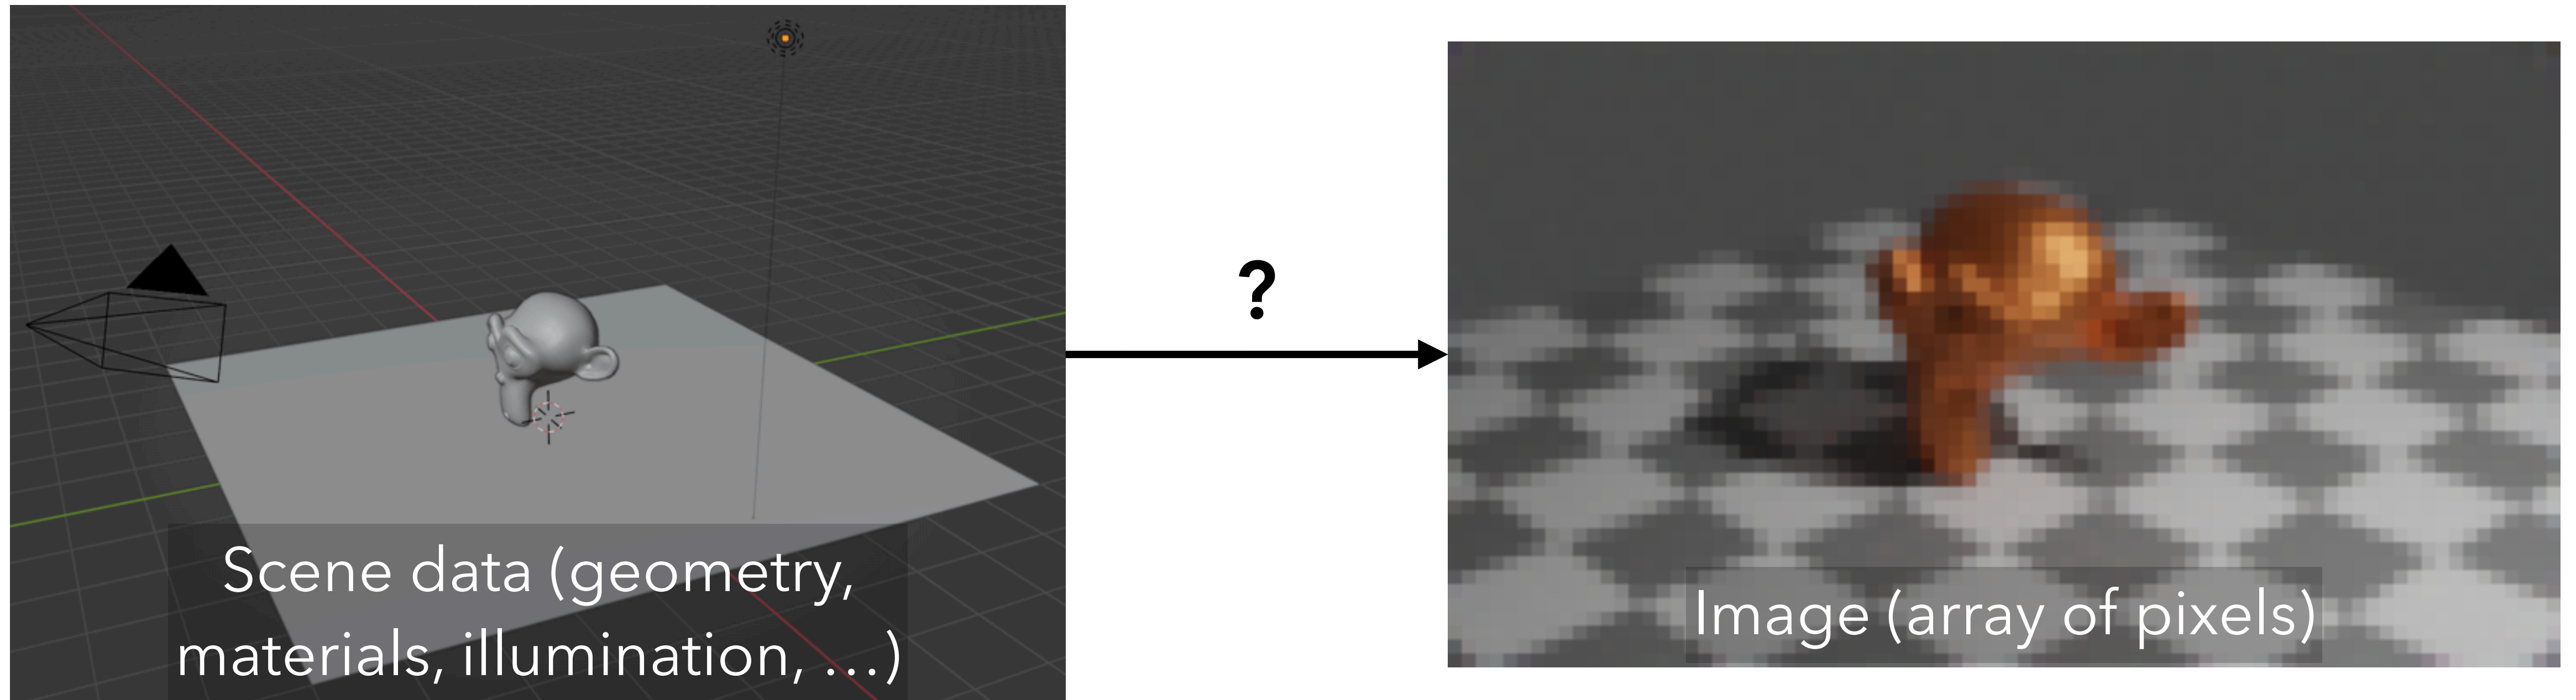 Scene data (geometry,
materials, illumination, …)
?
Image (array of pixels)